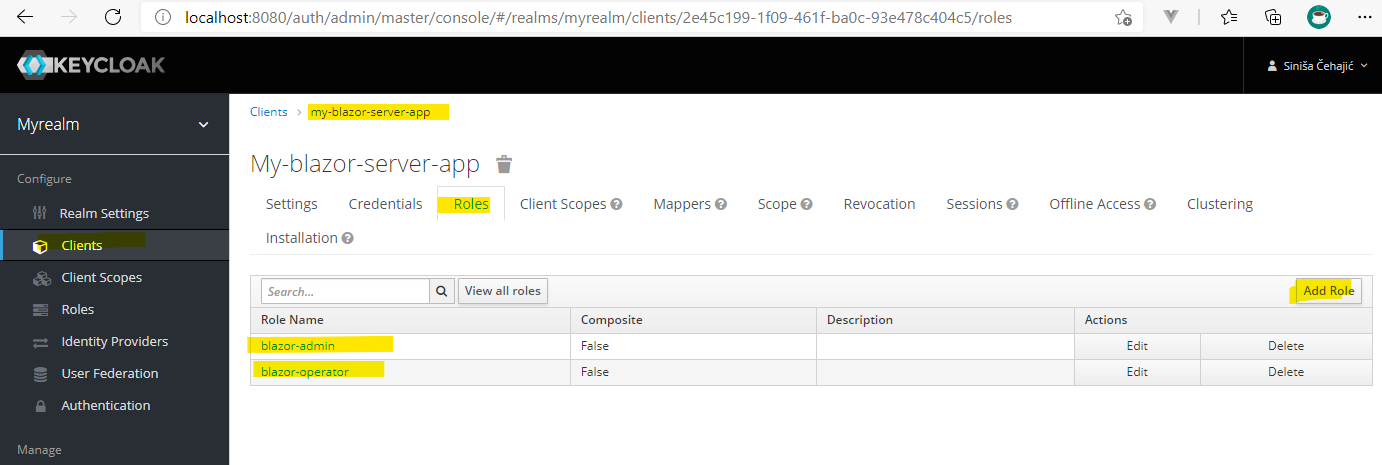 localhost:8080/auth/admin/master/console/#/realms/myrealm/clients/2e45c199-1f09-461f-ba0c-93e478c404c5/roles
KEYCLOAK
Siniša Čehajić
Myrealm
Configure
Realm Settings
Clients
Client Scopes
Roles
Identity Providers
User Federation
Authentication
Manage
Clients > my-blazor-server-app
My-blazor-server-app
Settings Credentials Roles Client Scopes ? Mappers ? Scope ? Revocation Sessions ? Offline Access ? Clustering
Installation ?
Search... View all roles Add Role
Role Name Composite Description Actions
blazor-admin False Edit Delete
blazor-operator False Edit Delete